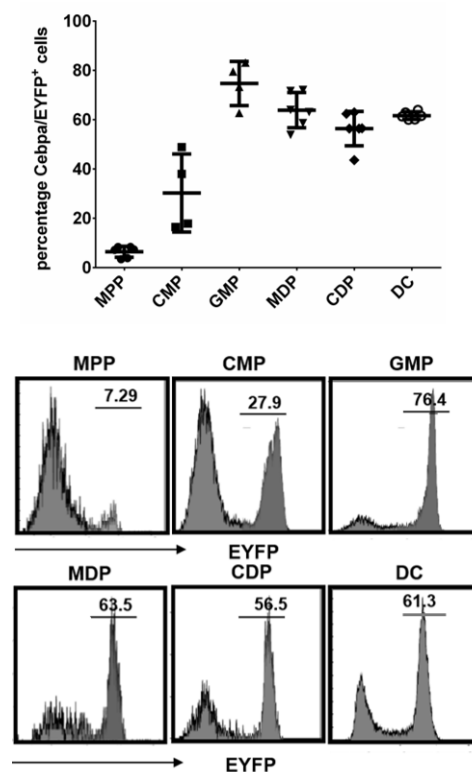 percentage Cebpa/EYFP⁺ cells
100
80
60
40
20
0
MPP CMP GMP MDP CDP DC
MPP CMP GMP
7.29 27.9 76.4
EYFP
MDP CDP DC
63.5 56.5 61.3
EYFP